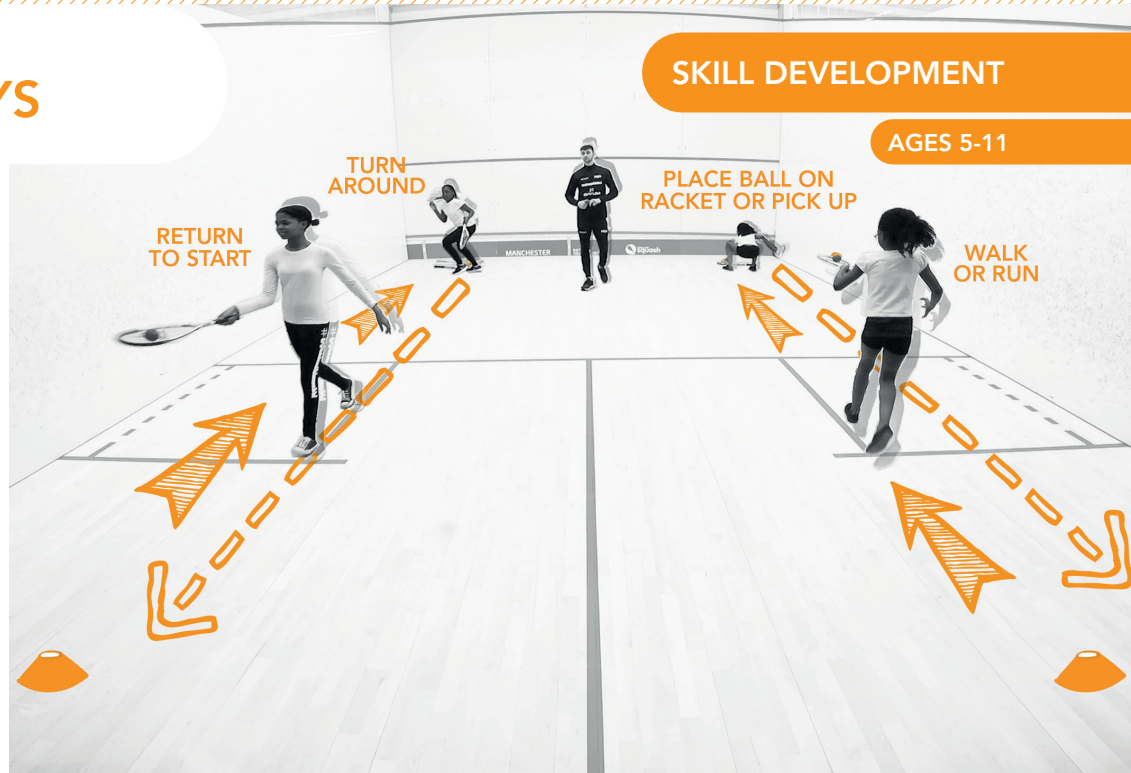 YS
SKILL DEVELOPMENT
AGES 5-11
TURN
AROUND
PLACE BALL ON
RACKET OR PICK UP
RETURN
TO START
WALK
OR RUN
MANCHESTER
squash